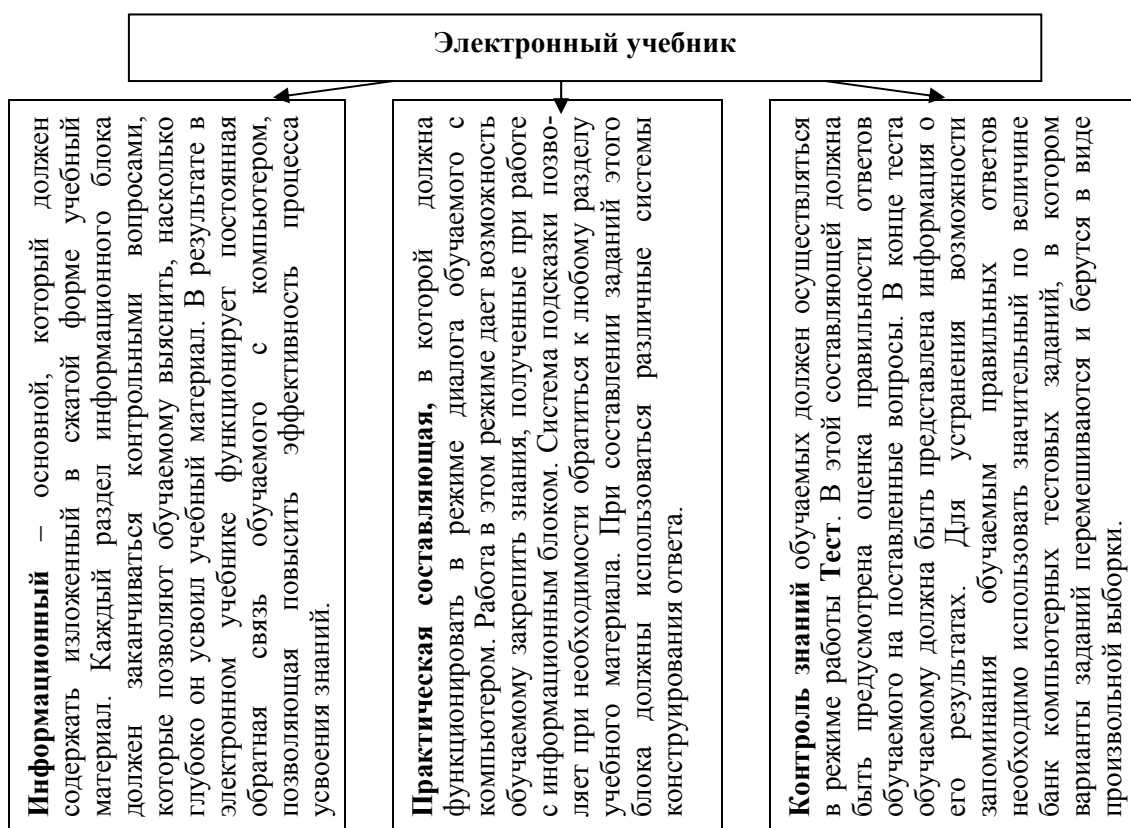 Электронный учебник
Информационный – основной, который должен
содержать изложенный в сжатой форме учебный
материал. Каждый раздел информационного блока
должен заканчиваться контрольными вопросами,
которые позволяют обучаемому выяснить, насколько
глубоко он усвоил учебный материал. В результате в
электронном учебнике функционирует постоянная
обратная связь обучаемого с компьютером,
позволяющая повысить эффективность процесса
усвоения знаний.
Практическая составляющая, в которой должна
функционировать в режиме диалога обучаемого с
компьютером. Работа в этом режиме дает возможность
обучаемому закрепить знания, полученные при работе
с информационным блоком. Система подсказки позво-
ляет при необходимости обратиться к любому разделу
учебного материала. При составлении заданий этого
блока должны использоваться различные системы
конструирования ответа.
Контроль знаний обучаемых должен осуществляться
в режиме работы Тест. В этой составляющей должна
быть предусмотрена оценка правильности ответов
обучаемого на поставленные вопросы. В конце теста
обучаемому должна быть представлена информация о
его результатах. Для устранения возможности
запоминания обучаемым правильных ответов
необходимо использовать значительный по величине
банк компьютерных тестовых заданий, в котором
варианты заданий перемешиваются и берутся в виде
произвольной выборки.